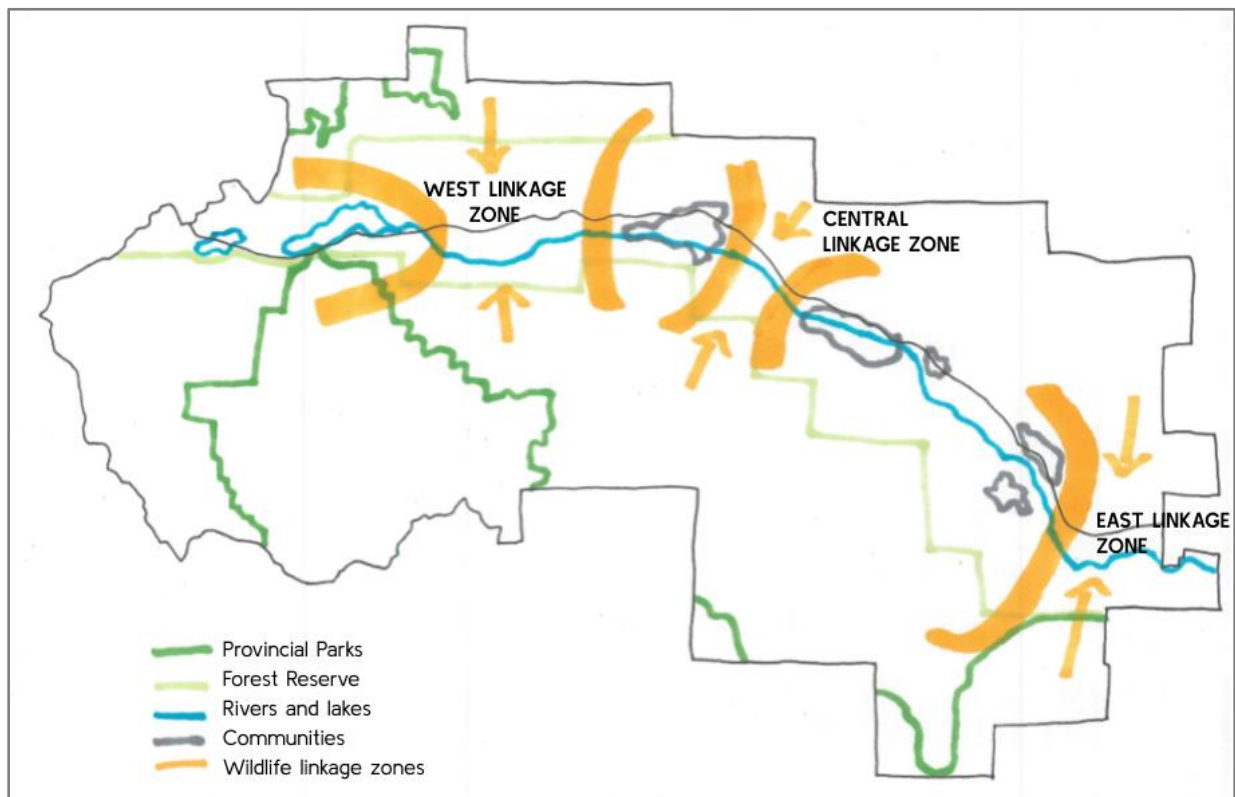 WEST LINKAGE
ZONE
CENTRAL
LINKAGE ZONE
EAST LINKAGE
ZONE
Provincial Parks
Forest Reserve
Rivers and lakes
Communities
Wildlife linkage zones